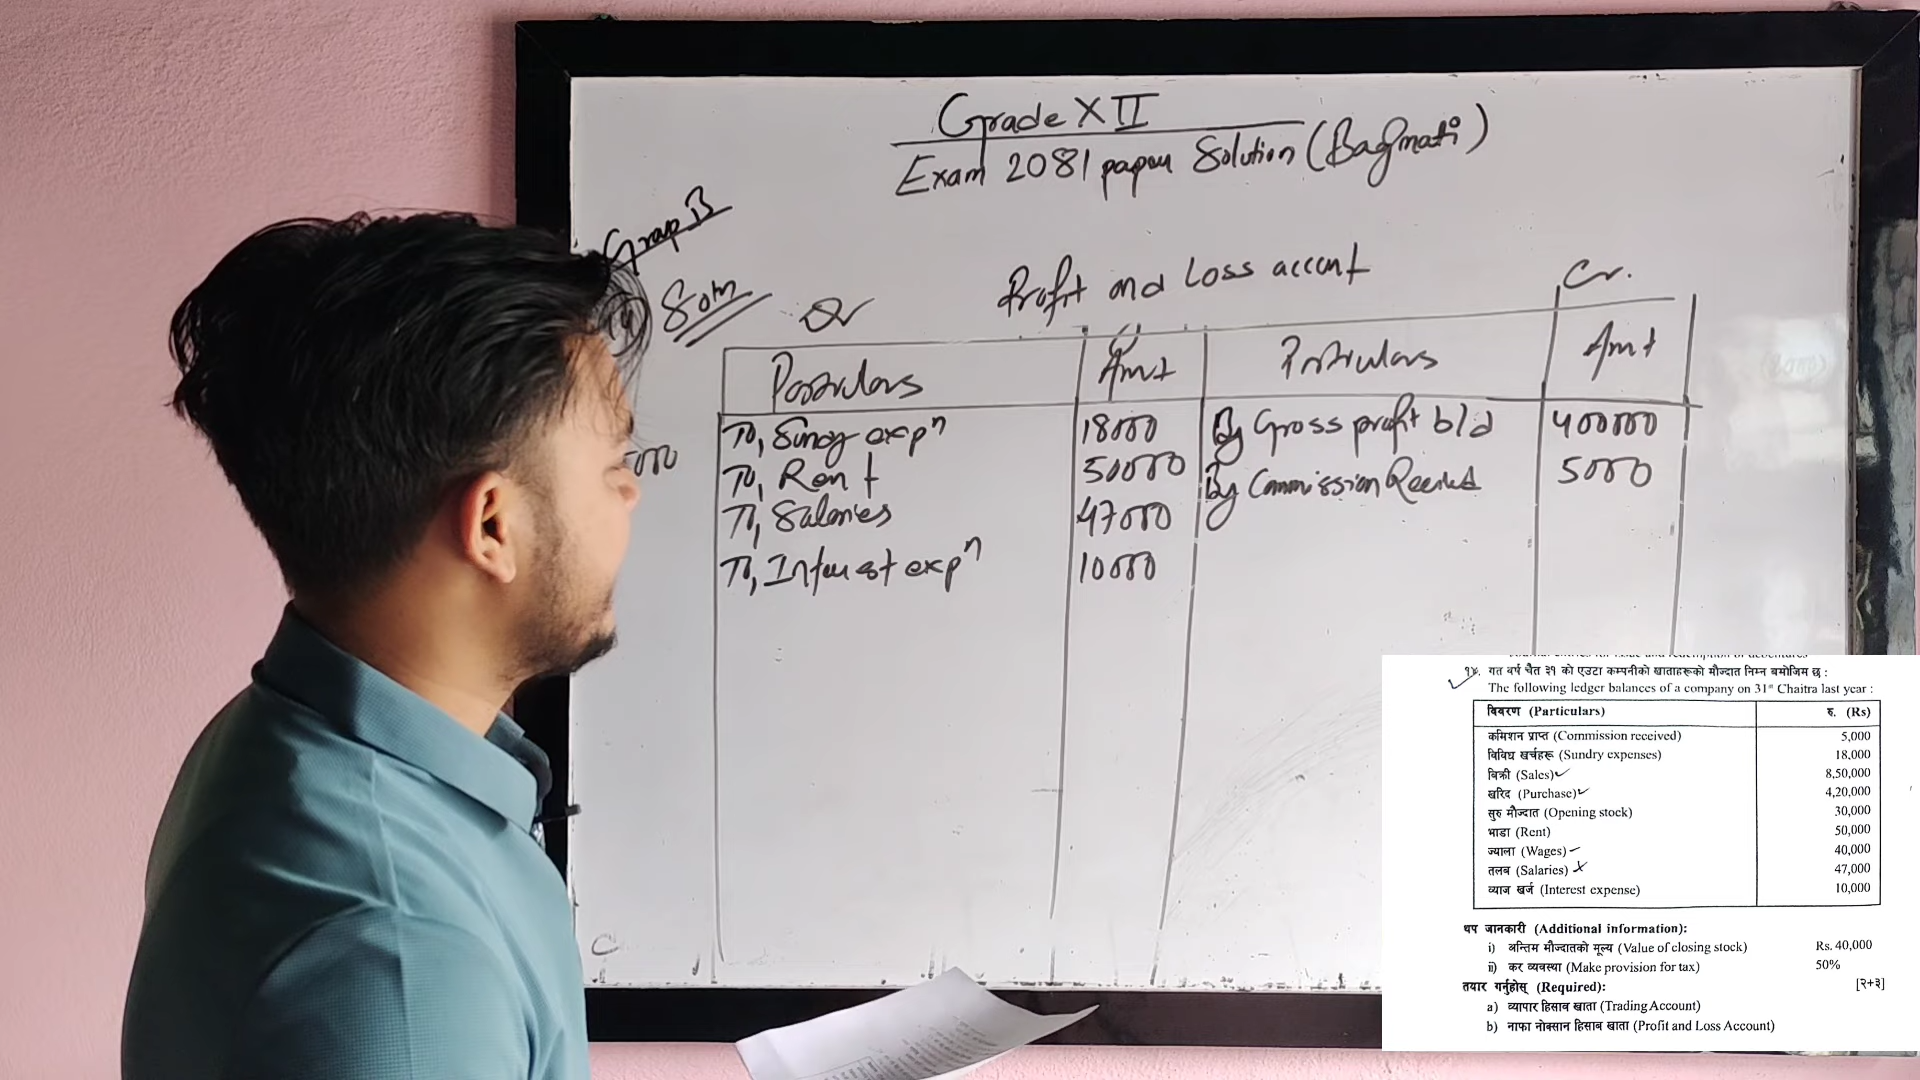 Grade XII
Exam 2081 paper Solution (Bagmati)
Group B
Soln
Dr
Profit and Loss account
Cr.
Particulars Amt Particulars Amt
To, Sundry expn 18000 By Gross profit b/d 400000
To, Rent 50000 By Commission Received 5000
To, Salaries 47000
To, Interest expn 10000
१४. गत वर्ष चैत ३१ को एउटा कम्पनीको खाताहरूको मौज्दात निम्न बमोजिम छ :
The following ledger balances of a company on 31st Chaitra last year :
विवरण (Particulars) रु. (Rs)
कमिशन प्राप्त (Commission received) 5,000
विविध खर्चहरू (Sundry expenses) 18,000
बिक्री (Sales) 8,50,000
खरिद (Purchase) 4,20,000
सुरु मौज्दात (Opening stock) 30,000
भाडा (Rent) 50,000
ज्याला (Wages) 40,000
तलब (Salaries) 47,000
व्याज खर्ज (Interest expense) 10,000
थप जानकारी (Additional information):
i) अन्तिम मौज्दातको मूल्य (Value of closing stock) Rs. 40,000
ii) कर व्यवस्था (Make provision for tax) 50%
तयार गर्नुहोस् (Required): [२+३]
a) व्यापार हिसाब खाता (Trading Account)
b) नाफा नोक्सान हिसाब खाता (Profit and Loss Account)